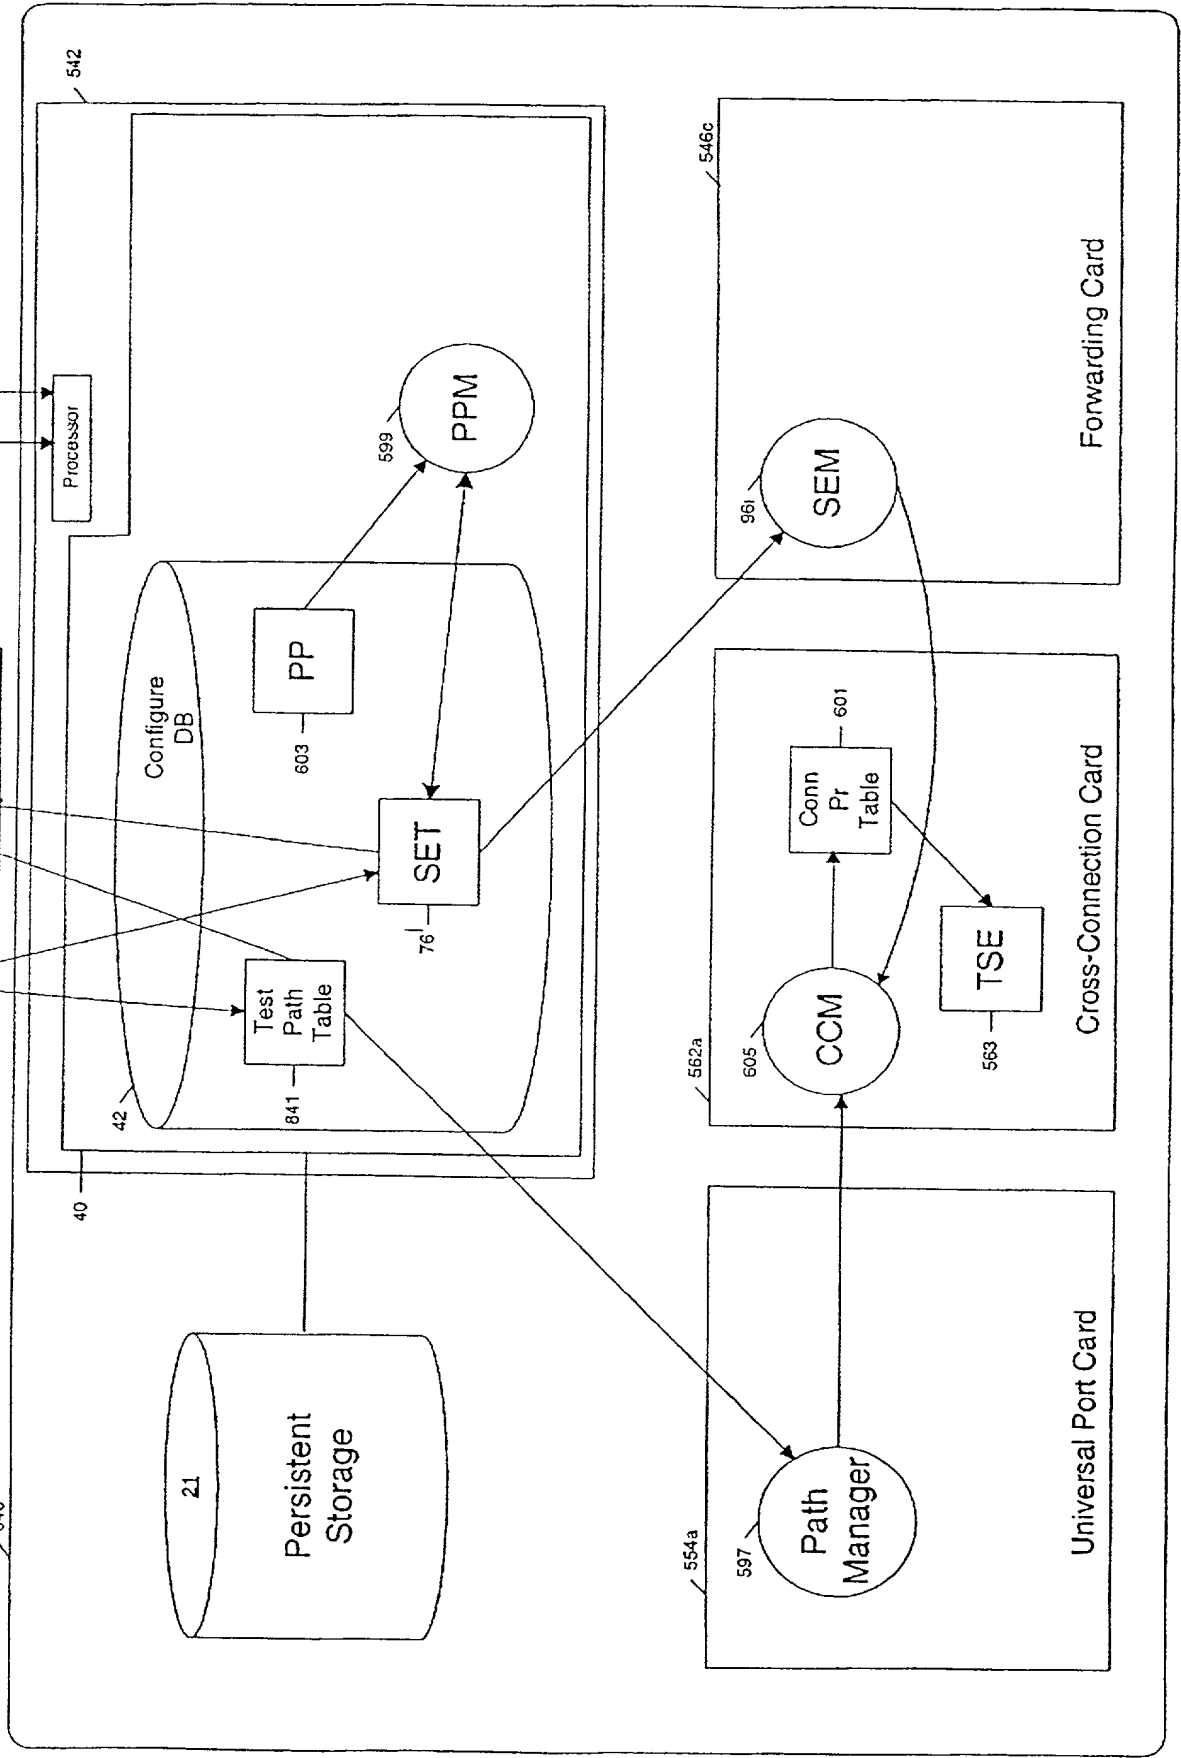 542
Processor
40
42
Configure
DB
Test
Path
Table
841
SET
76
PP
603
PPM
599
21
Persistent
Storage
554a
597
Path
Manager
Universal Port Card
562a
605
CCM
Conn
Pr
Table
601
TSE
563
Cross-Connection Card
546c
SEM
Forwarding Card